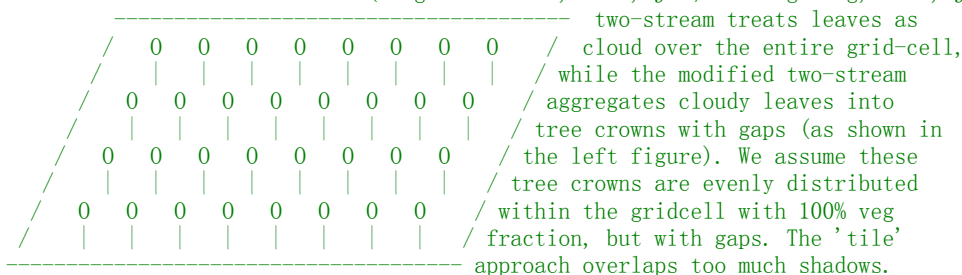 two-stream treats leaves as
O O O O O O O O cloud over the entire grid-cell,
while the modified two-stream
O O O O O O O O aggregates cloudy leaves into
tree crowns with gaps (as shown in
O O O O O O O O the left figure). We assume these
tree crowns are evenly distributed
O O O O O O O O within the gridcell with 100% veg
fraction, but with gaps. The 'tile'
approach overlaps too much shadows.